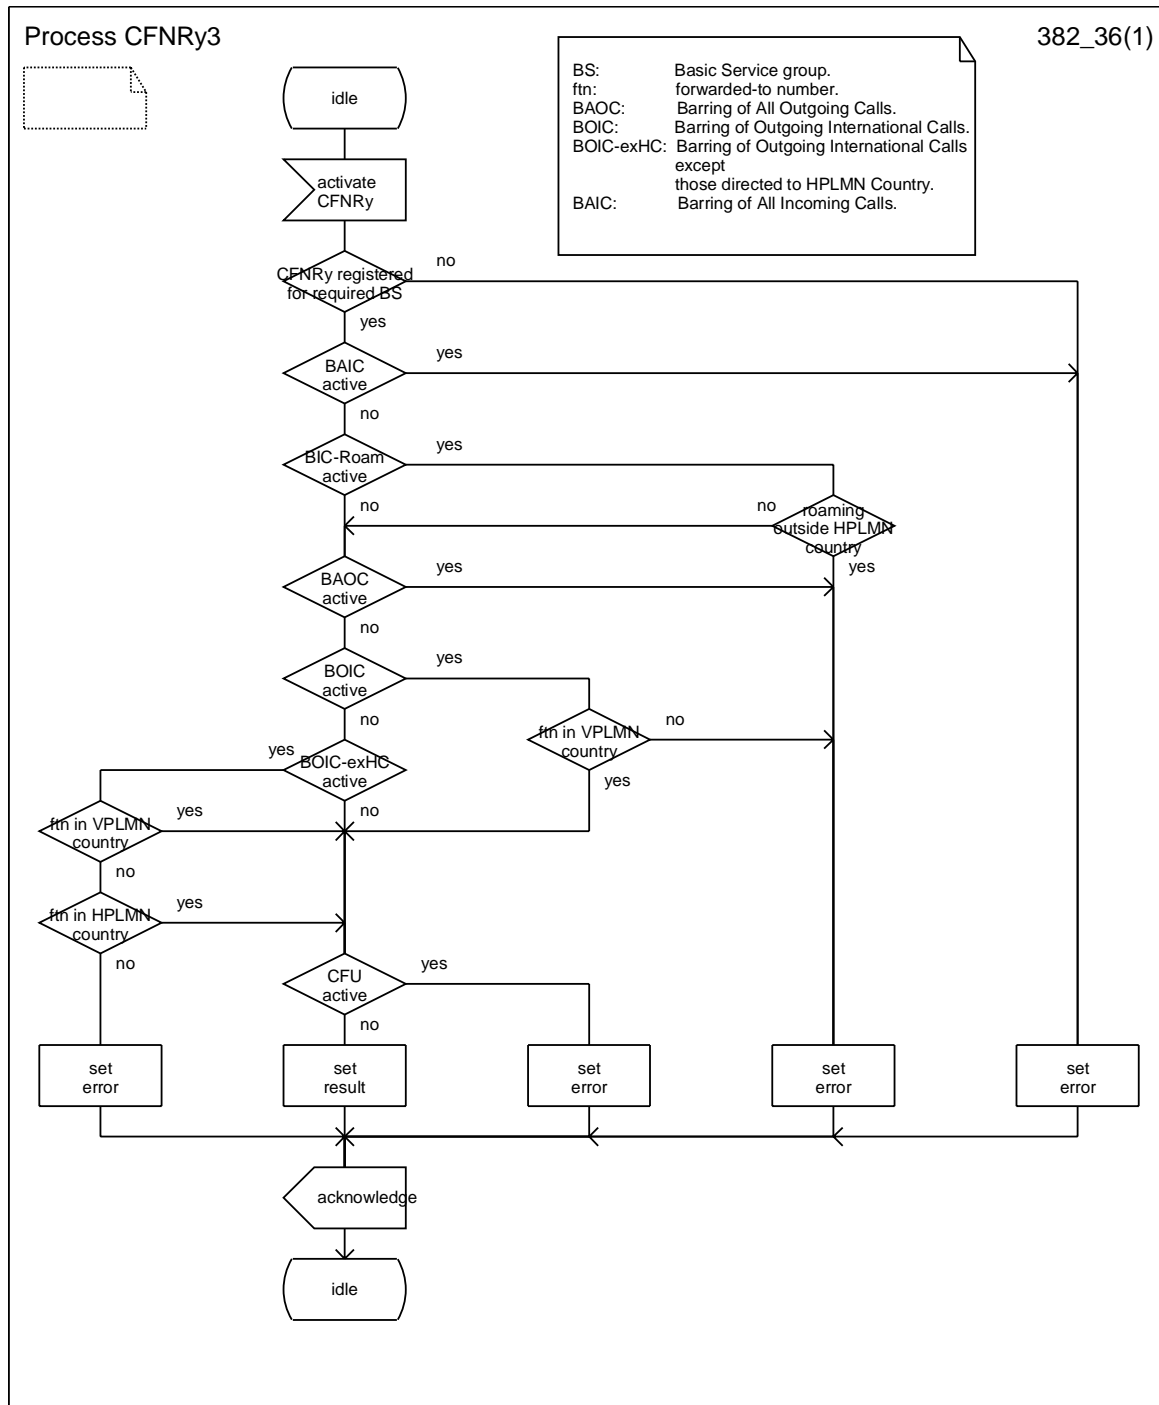 Process CFNRy3
382_36(1)
idle
BS: Basic Service group.
ftn: forwarded-to number.
BAOC: Barring of All Outgoing Calls.
BOIC: Barring of Outgoing International Calls.
BOIC-exHC: Barring of Outgoing International Calls
except
those directed to HPLMN Country.
BAIC: Barring of All Incoming Calls.
activate
CFNRy
CFNRy registered
for required BS
no
yes
BAIC
active
yes
no
BIC-Roam
active
yes
no
roaming
outside HPLMN
country
no
yes
BAOC
active
yes
no
BOIC
active
yes
no
ftn in VPLMN
country
no
yes
BOIC-exHC
active
yes
no
ftn in VPLMN
country
yes
no
ftn in HPLMN
country
yes
no
CFU
active
yes
no
set
error
set
result
set
error
set
error
set
error
acknowledge
idle